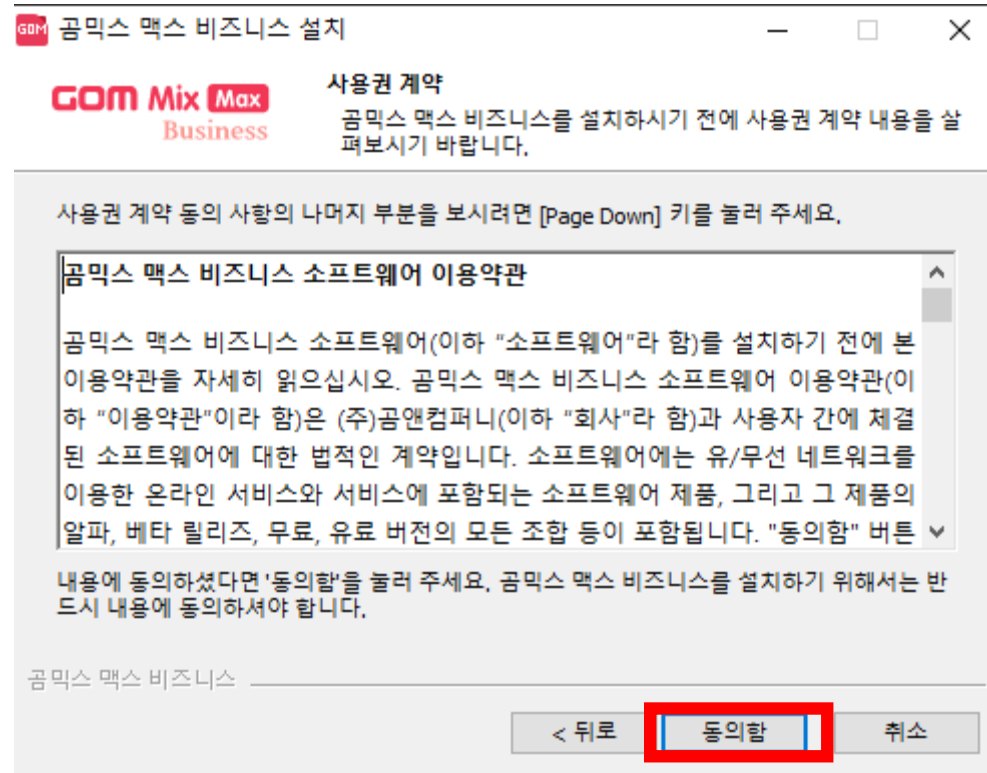 GOM 곰믹스 맥스 비즈니스 설치
GOM Mix Max
Business
사용권 계약
곰믹스 맥스 비즈니스를 설치하시기 전에 사용권 계약 내용을 살
펴보시기 바랍니다.
사용권 계약 동의 사항의 나머지 부분을 보시려면 [Page Down] 키를 눌러 주세요.
곰믹스 맥스 비즈니스 소프트웨어 이용약관
곰믹스 맥스 비즈니스 소프트웨어(이하 "소프트웨어"라 함)를 설치하기 전에 본
이용약관을 자세히 읽으십시오. 곰믹스 맥스 비즈니스 소프트웨어 이용약관(이
하 "이용약관"이라 함)은 (주)곰앤컴퍼니(이하 "회사"라 함)과 사용자 간에 체결
된 소프트웨어에 대한 법적인 계약입니다. 소프트웨어에는 유/무선 네트워크를
이용한 온라인 서비스와 서비스에 포함되는 소프트웨어 제품, 그리고 그 제품의
알파, 베타 릴리즈, 무료, 유료 버전의 모든 조합 등이 포함됩니다. "동의함" 버튼
내용에 동의하셨다면 '동의함'을 눌러 주세요. 곰믹스 맥스 비즈니스를 설치하기 위해서는 반
드시 내용에 동의하셔야 합니다.
곰믹스 맥스 비즈니스
< 뒤로 동의함 취소